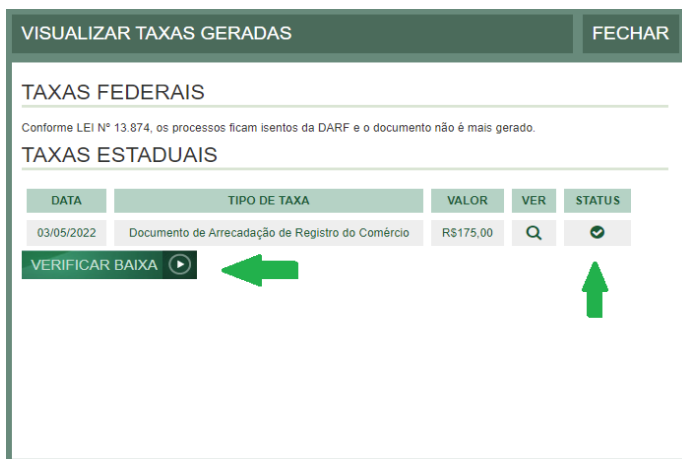 VISUALIZAR TAXAS GERADAS
FECHAR
TAXAS FEDERAIS
Conforme LEI Nº 13.874, os processos ficam isentos da DARF e o documento não é mais gerado.
TAXAS ESTADUAIS
DATA TIPO DE TAXA VALOR VER STATUS
03/05/2022 Documento de Arrecadação de Registro do Comércio R$175,00
VERIFICAR BAIXA